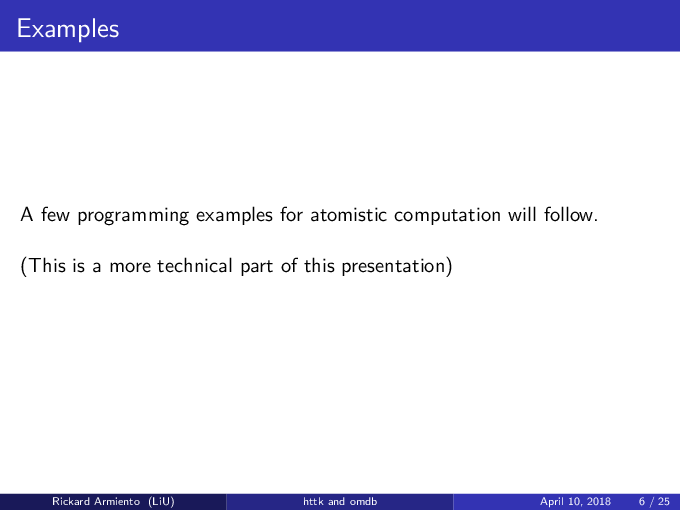 Examples
A few programming examples for atomistic computation will follow.
(This is a more technical part of this presentation)
Rickard Armiento (LiU)
httk and omdb
April 10, 2018
6 / 25